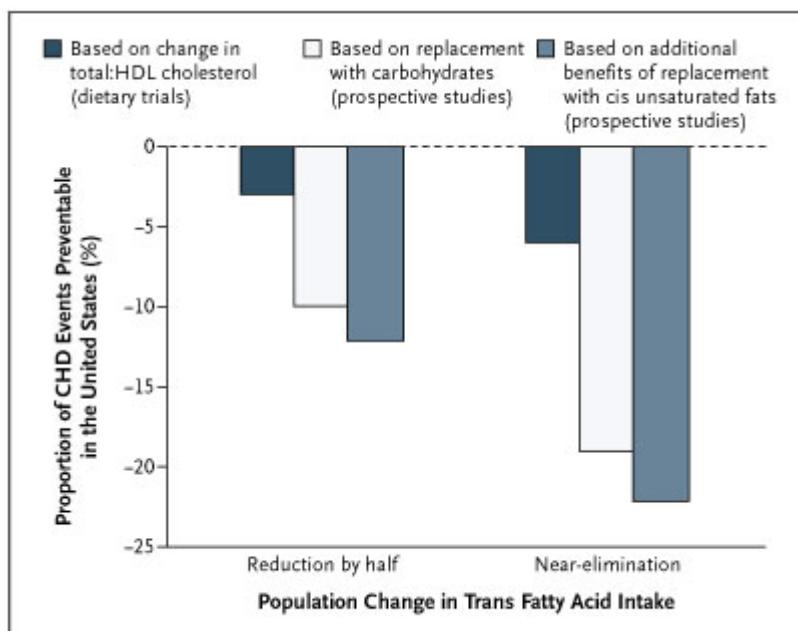 Based on change in
total:HDL cholesterol
(dietary trials)
Based on replacement
with carbohydrates
(prospective studies)
Based on additional
benefits of replacement
with cis unsaturated fats
(prospective studies)
Proportion of CHD Events Preventable
in the United States (%)
0
–5
–10
–15
–20
–25
Reduction by half
Near-elimination
Population Change in Trans Fatty Acid Intake